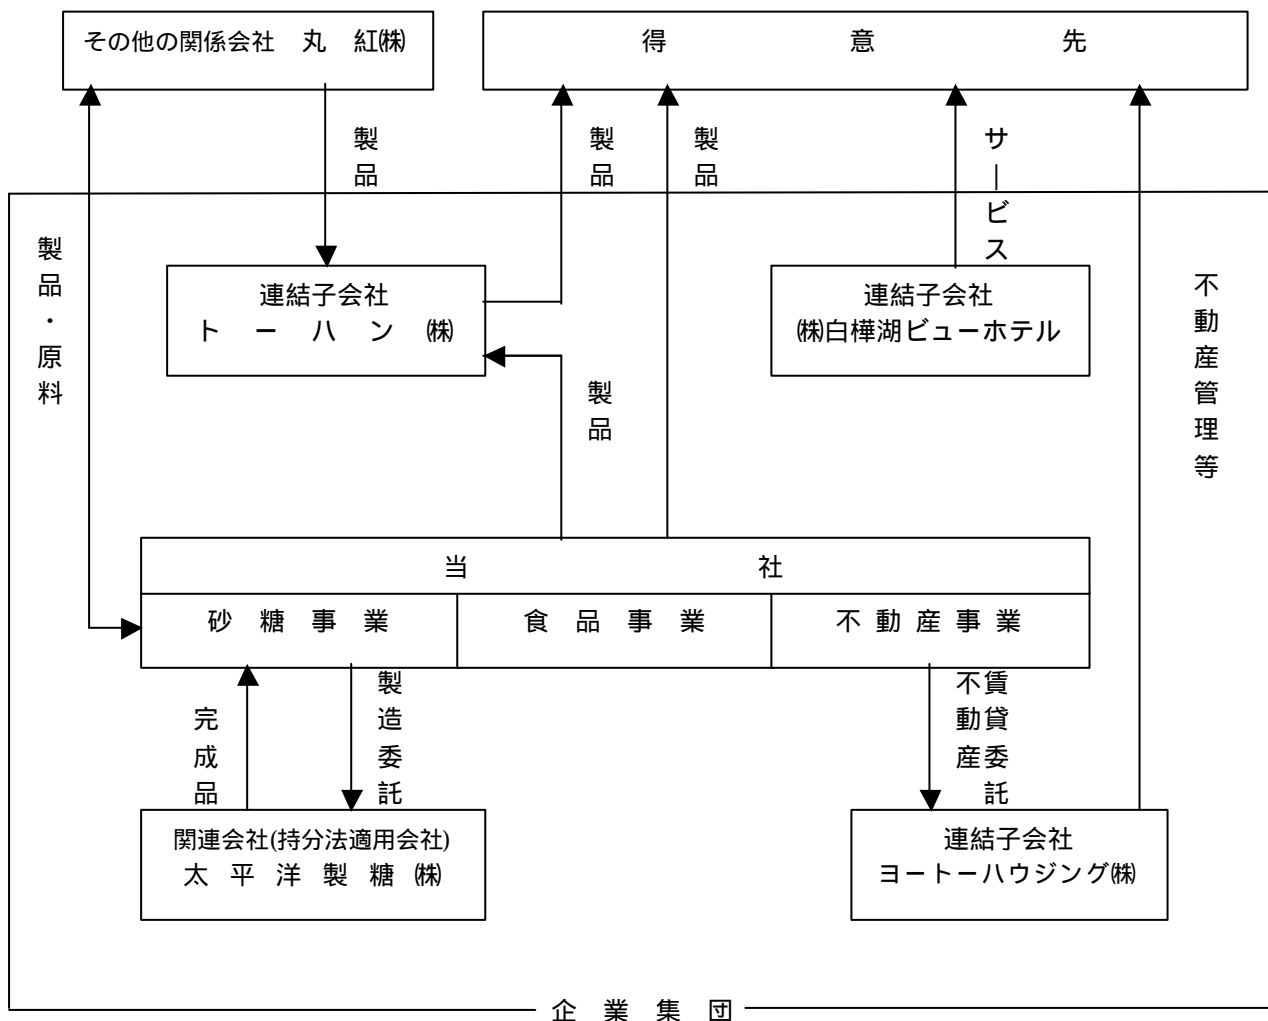 その他の関係会社 丸 紅㈱
得 意 先
製品
製品
製品
サービス
製品・原料
連結子会社
ト ー ハ ン ㈱
連結子会社
㈱白樺湖ビューホテル
不動産管理等
製品
当 社
砂 糖 事 業
食 品 事 業
不 動 産 事 業
完成品
製造委託
不動産
賃貸委託
関連会社(持分法適用会社)
太 平 洋 製 糖 ㈱
連結子会社
ヨートーハウジング㈱
企 業 集 団